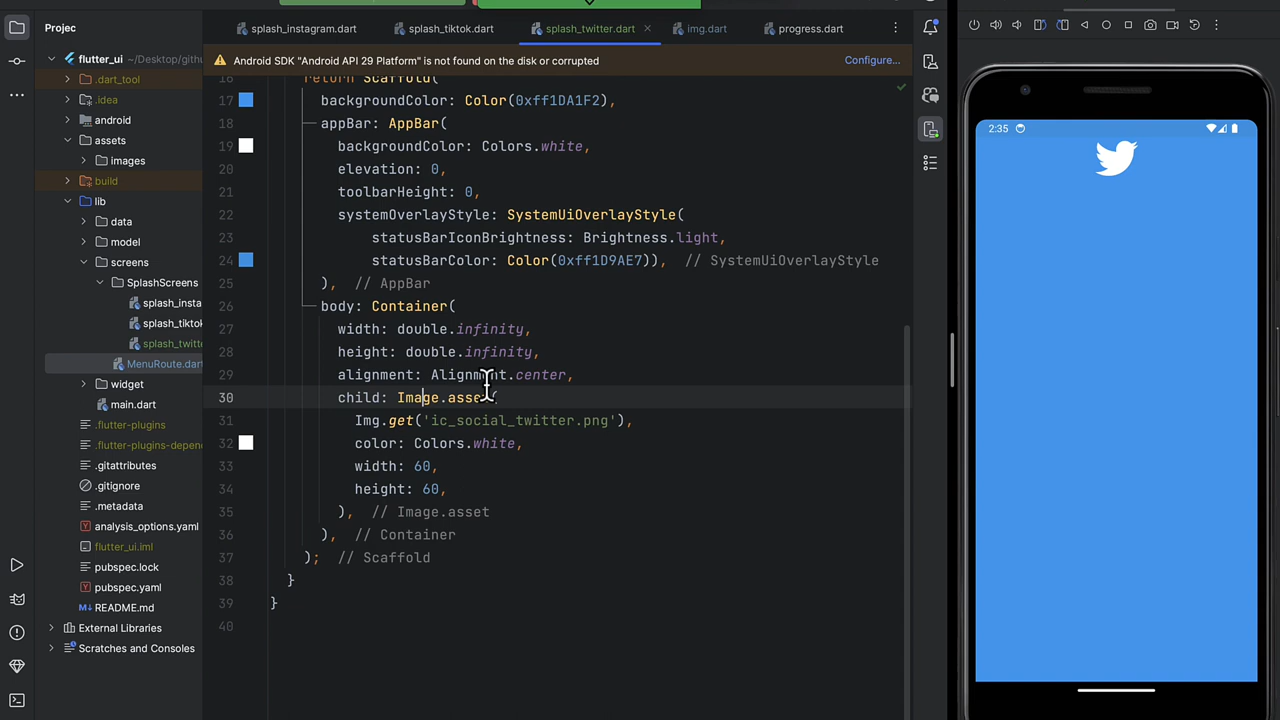 Projec
splash_instagram.dart
splash_tiktok.dart
splash_twitter.dart
img.dart
progress.dart
Android SDK "Android API 29 Platform" is not found on the disk or corrupted
Configure...
flutter_ui
.dart_tool
.idea
android
assets
images
build
lib
data
model
screens
SplashScreens
splash_insta
splash_tiktok
splash_twitt
MenuRoute.dart
widget
main.dart
.flutter-plugins
.flutter-plugins-depen
.gitattributes
.gitignore
.metadata
analysis_options.yaml
flutter_ui.iml
pubspec.lock
pubspec.yaml
README.md
External Libraries
Scratches and Consoles
16 return Scaffold(
17 backgroundColor: Color(0xff1DA1F2),
18 appBar: AppBar(
19 backgroundColor: Colors.white,
20 elevation: 0,
21 toolbarHeight: 0,
22 systemOverlayStyle: SystemUiOverlayStyle(
23 statusBarIconBrightness: Brightness.light,
24 statusBarColor: Color(0xff1D9AE7)), // SystemUiOverlayStyle
25 ), // AppBar
26 body: Container(
27 width: double.infinity,
28 height: double.infinity,
29 alignment: Alignment.center,
30 child: Image.asset(
31 Img.get('ic_social_twitter.png'),
32 color: Colors.white,
33 width: 60,
34 height: 60,
35 ), // Image.asset
36 ), // Container
37 ); // Scaffold
38 }
39 }
40
2:35